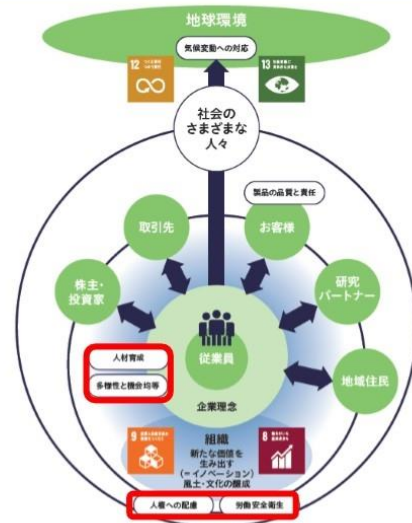 地球環境
気候変動への対応
12
13
社会の
さまざまな
人々
製品の品質と責任
取引先
お客様
株主・
投資家
研究
パートナー
人材育成
多様性と機会均等
従業員
地域住民
企業理念
9
組織
8
新たな価値を
生み出す
(=イノベーション)
風土・文化の醸成
人権への配慮
労働安全衛生